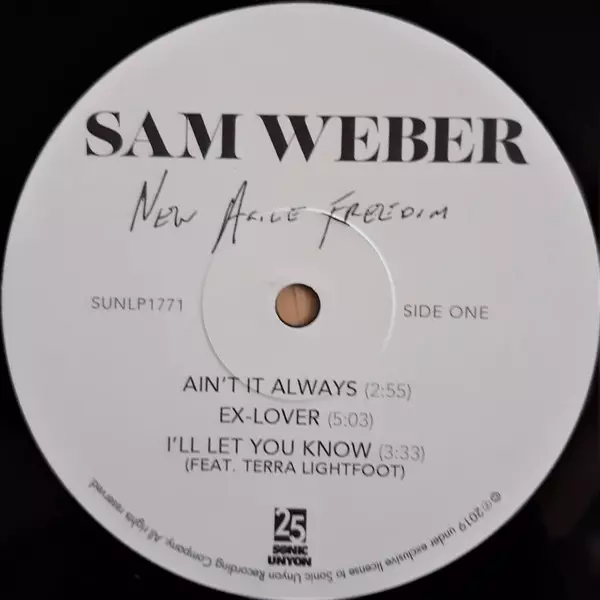 SAM WEBER
New Agile Freedom
SUNLP1771
SIDE ONE
AIN'T IT ALWAYS (2:55)
EX-LOVER (5:03)
I'LL LET YOU KNOW (3:33)
(FEAT. TERRA LIGHTFOOT)
25
SONIC
UNYON
℗©2019 under exclusive license to Sonic Unyon Recording Company. All rights reserved.